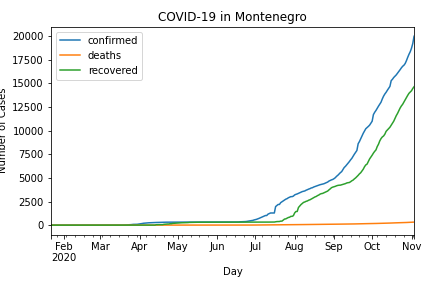 COVID-19 in Montenegro
confirmed
deaths
recovered
20000
17500
15000
12500
10000
7500
5000
2500
0
Number of Cases
Feb Mar Apr May Jun Jul Aug Sep Oct Nov
2020
Day